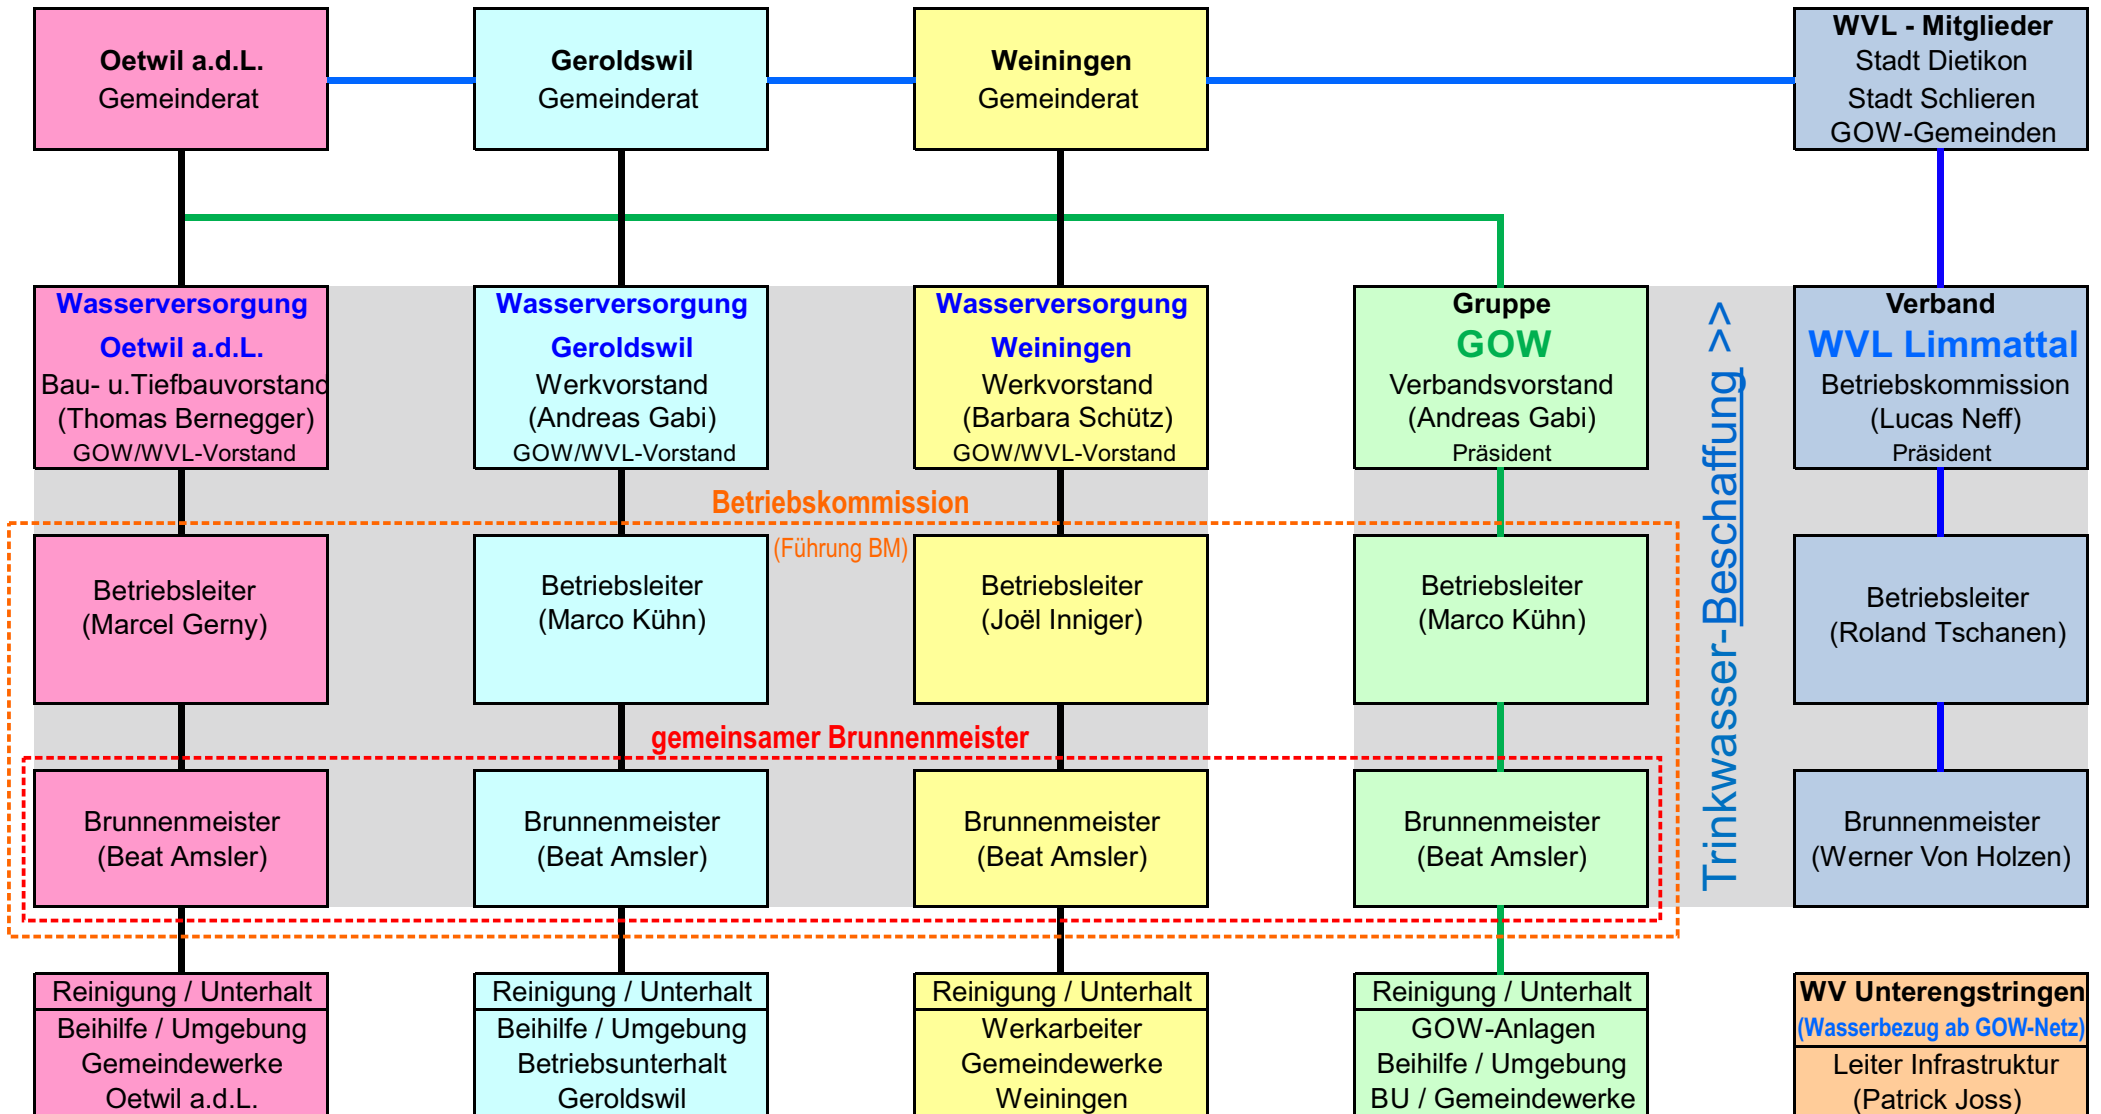 Oetwil a.d.L.
Gemeinderat
Geroldswil
Gemeinderat
Weiningen
Gemeinderat
WVL - Mitglieder
Stadt Dietikon
Stadt Schlieren
GOW-Gemeinden
Wasserversorgung
Oetwil a.d.L.
Bau- u.Tiefbauvorstand
(Thomas Bernegger)
GOW/WVL-Vorstand
Wasserversorgung
Geroldswil
Werkvorstand
(Andreas Gabi)
GOW/WVL-Vorstand
Wasserversorgung
Weiningen
Werkvorstand
(Barbara Schütz)
GOW/WVL-Vorstand
Gruppe
GOW
Verbandsvorstand
(Andreas Gabi)
Präsident
Trinkwasser-Beschaffung >>
Verband
WVL Limmattal
Betriebskommission
(Lucas Neff)
Präsident
Betriebskommission
(Führung BM)
Betriebsleiter
(Marcel Gerny)
Betriebsleiter
(Marco Kühn)
Betriebsleiter
(Joël Inniger)
Betriebsleiter
(Marco Kühn)
Betriebsleiter
(Roland Tschanen)
gemeinsamer Brunnenmeister
Brunnenmeister
(Beat Amsler)
Brunnenmeister
(Beat Amsler)
Brunnenmeister
(Beat Amsler)
Brunnenmeister
(Beat Amsler)
Brunnenmeister
(Werner Von Holzen)
Reinigung / Unterhalt
Beihilfe / Umgebung
Gemeindewerke
Oetwil a.d.L.
Reinigung / Unterhalt
Beihilfe / Umgebung
Betriebsunterhalt
Geroldswil
Reinigung / Unterhalt
Werkarbeiter
Gemeindewerke
Weiningen
Reinigung / Unterhalt
GOW-Anlagen
Beihilfe / Umgebung
BU / Gemeindewerke
WV Unterengstringen
(Wasserbezug ab GOW-Netz)
Leiter Infrastruktur
(Patrick Joss)